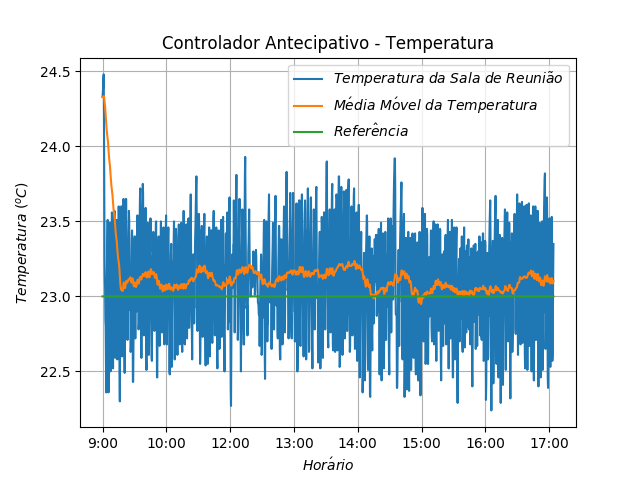 Controlador Antecipativo - Temperatura
Temperatura da Sala de Reunião
Média Móvel da Temperatura
Referência
Temperatura (ºC)
24.5
24.0
23.5
23.0
22.5
9:00 10:00 12:00 13:00 14:00 15:00 16:00 17:00
Horário